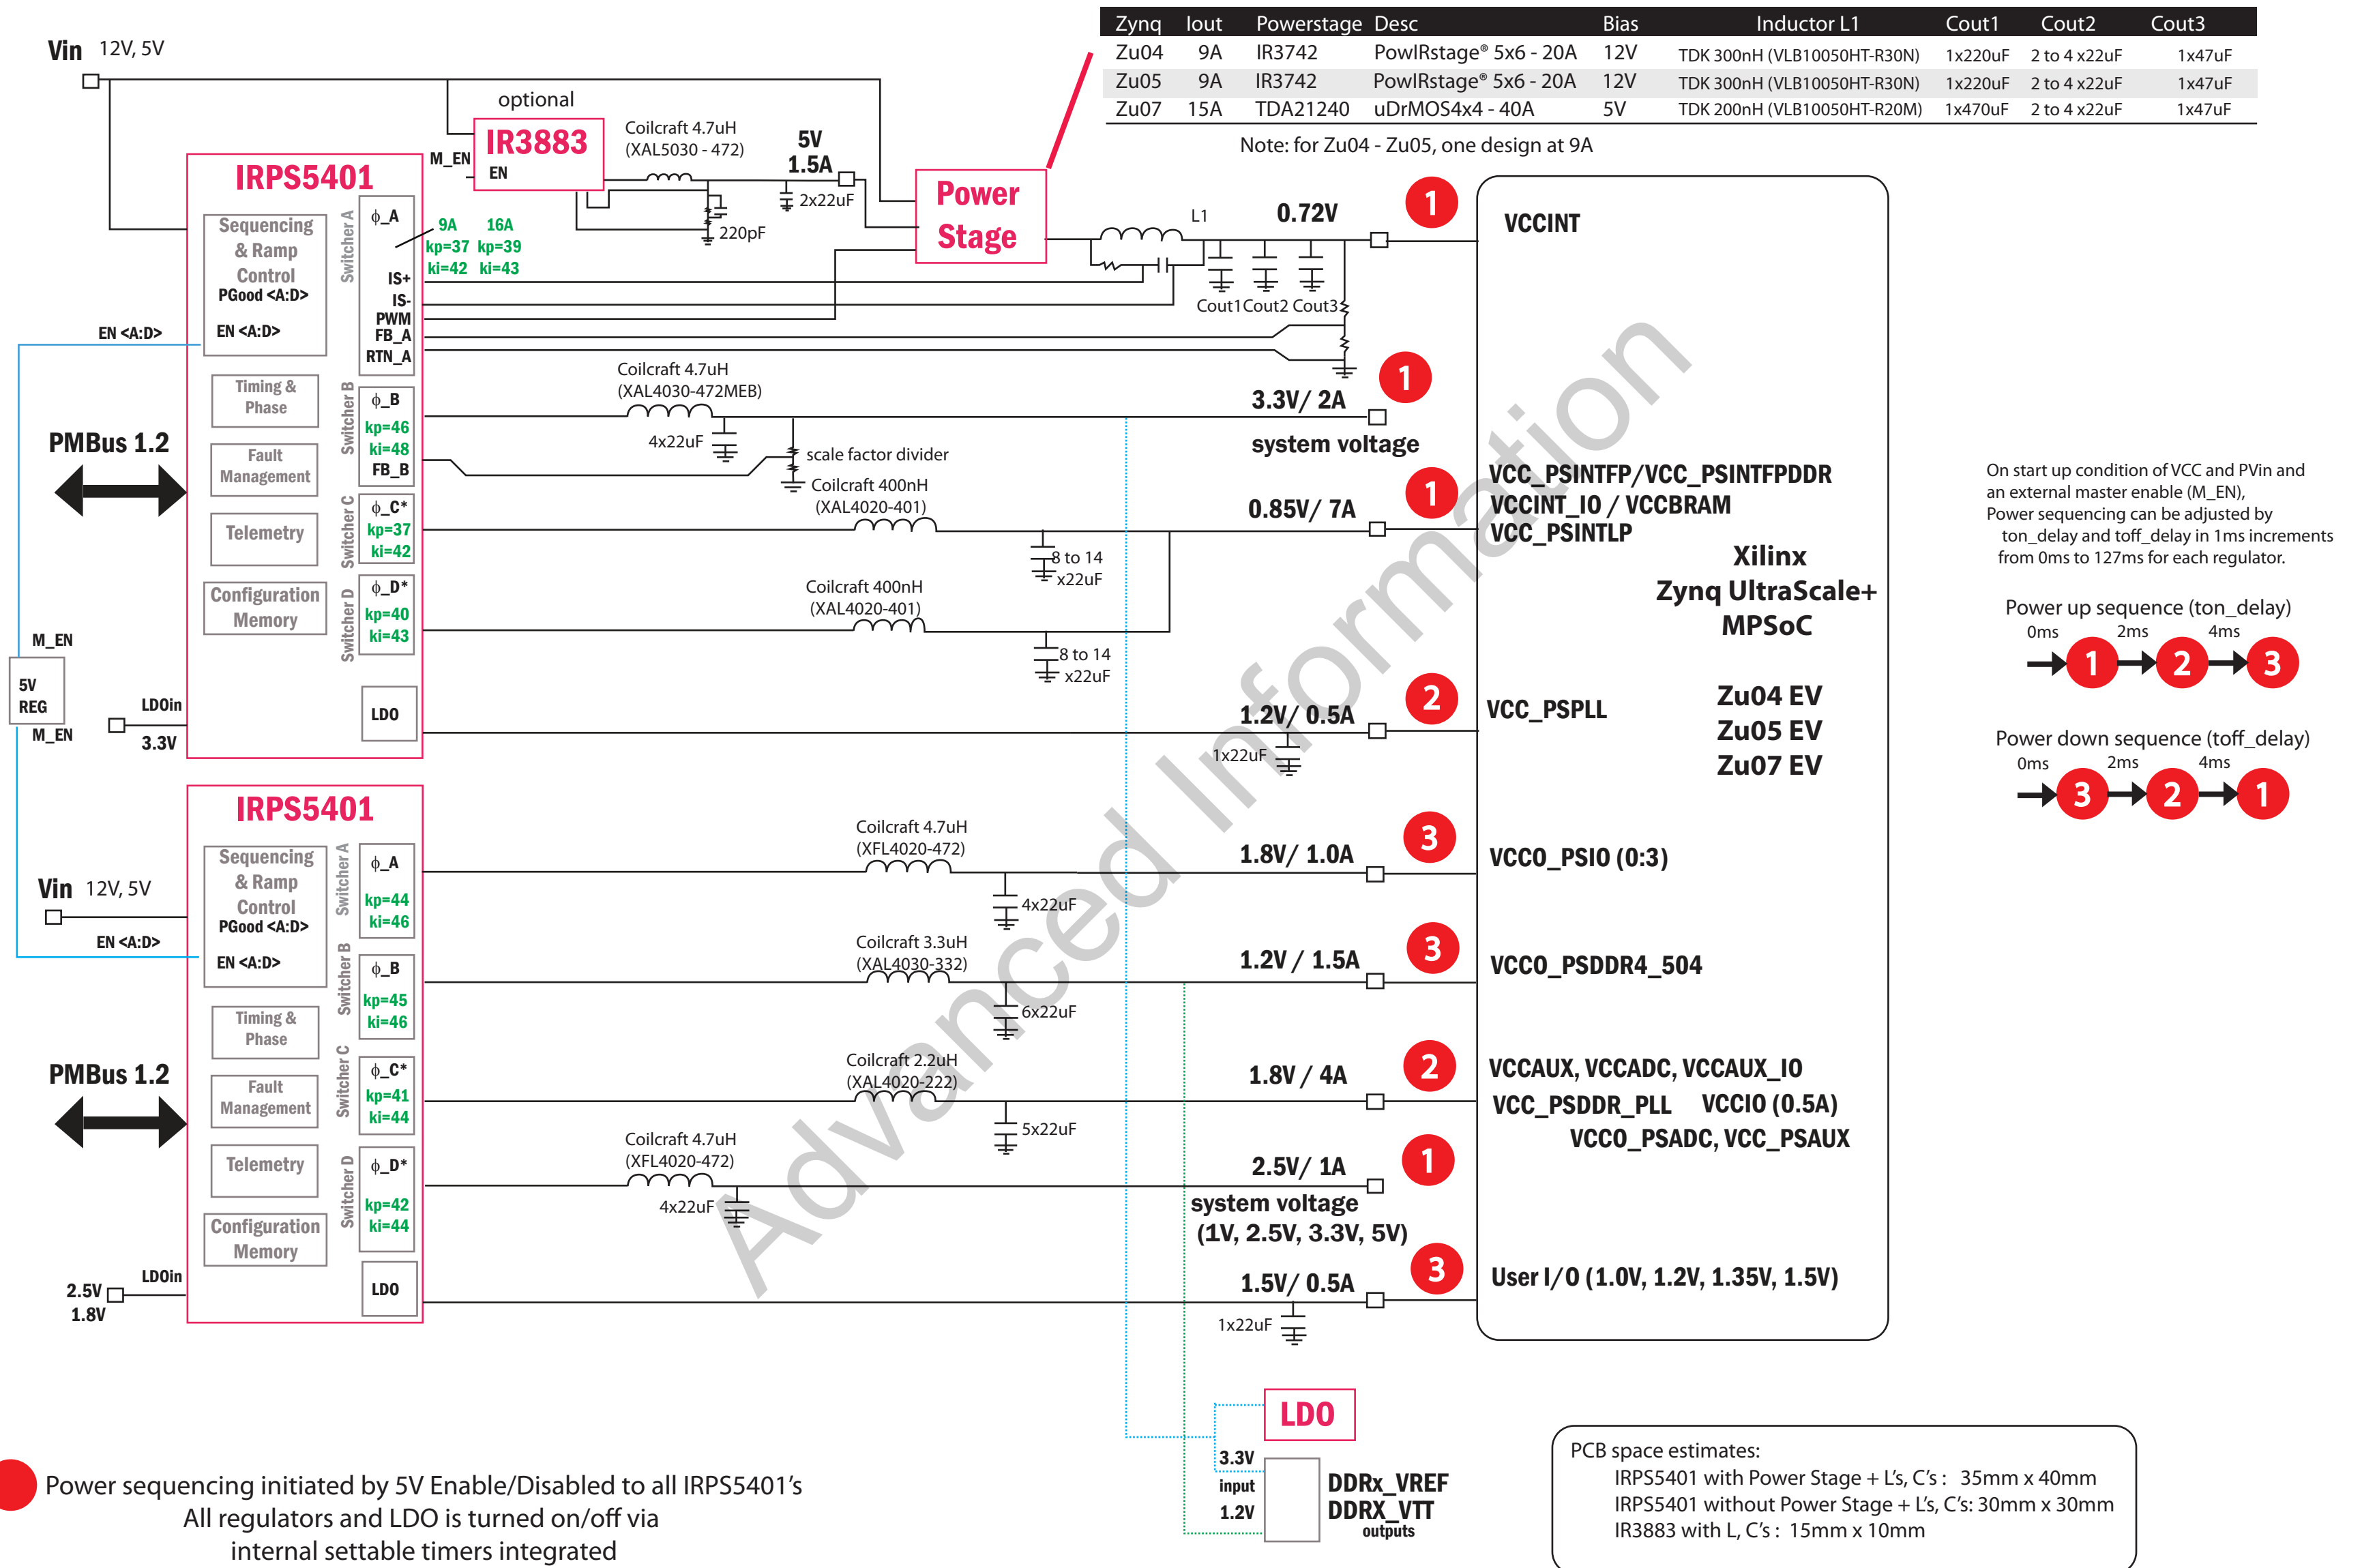 Zynq Iout Powerstage Desc Bias Inductor L1 Cout1 Cout2 Cout3
Zu04 9A IR3742 PowIRstage® 5x6 - 20A 12V TDK 300nH (VLB10050HT-R30N) 1x220uF 2 to 4 x22uF 1x47uF
Zu05 9A IR3742 PowIRstage® 5x6 - 20A 12V TDK 300nH (VLB10050HT-R30N) 1x220uF 2 to 4 x22uF 1x47uF
Zu07 15A TDA21240 uDrMOS4x4 - 40A 5V TDK 200nH (VLB10050HT-R20M) 1x470uF 2 to 4 x22uF 1x47uF
Note: for Zu04 - Zu05, one design at 9A
Vin 12V, 5V
optional
IR3883
M_EN
EN
Coilcraft 4.7uH
(XAL5030 - 472)
5V
1.5A
2x22uF
220pF
Power
Stage
L1
0.72V
1
VCCINT
Cout1 Cout2 Cout3
IRPS5401
Sequencing
& Ramp
Control
PGood <A:D>
EN <A:D>
EN <A:D>
Switcher A
ϕ_A
9A 16A
kp=37 kp=39
ki=42 ki=43
IS+
IS-
PWM
FB_A
RTN_A
Timing &
Phase
Switcher B
ϕ_B
kp=46
ki=48
FB_B
Coilcraft 4.7uH
(XAL4030-472MEB)
4x22uF
scale factor divider
3.3V/ 2A
system voltage
1
PMBus 1.2
Fault
Management
Telemetry
Configuration
Memory
Switcher C
ϕ_C*
kp=37
ki=42
Coilcraft 400nH
(XAL4020-401)
8 to 14
x22uF
0.85V/ 7A
1
VCC_PSINTFP/VCC_PSINTFPDDR
VCCINT_IO / VCCBRAM
VCC_PSINTLP
Switcher D
ϕ_D*
kp=40
ki=43
Coilcraft 400nH
(XAL4020-401)
8 to 14
x22uF
Xilinx
Zynq UltraScale+
MPSoC
Zu04 EV
Zu05 EV
Zu07 EV
M_EN
5V
REG
M_EN
LDOin
3.3V
LDO
1.2V/ 0.5A
1x22uF
2
VCC_PSPLL
On start up condition of VCC and PVin and
an external master enable (M_EN),
Power sequencing can be adjusted by
ton_delay and toff_delay in 1ms increments
from 0ms to 127ms for each regulator.
Power up sequence (ton_delay)
0ms 2ms 4ms
1 2 3
Power down sequence (toff_delay)
0ms 2ms 4ms
3 2 1
IRPS5401
Vin 12V, 5V
EN <A:D>
Sequencing
& Ramp
Control
PGood <A:D>
EN <A:D>
Switcher A
ϕ_A
kp=44
ki=46
Coilcraft 4.7uH
(XFL4020-472)
4x22uF
1.8V/ 1.0A
3
VCCO_PSIO (0:3)
Switcher B
ϕ_B
kp=45
ki=46
Coilcraft 3.3uH
(XAL4030-332)
6x22uF
1.2V / 1.5A
3
VCCO_PSDDR4_504
Timing &
Phase
PMBus 1.2
Fault
Management
Telemetry
Configuration
Memory
Switcher C
ϕ_C*
kp=41
ki=44
Coilcraft 2.2uH
(XAL4020-222)
5x22uF
1.8V / 4A
2
VCCAUX, VCCADC, VCCAUX_IO
VCC_PSDDR_PLL VCCIO (0.5A)
VCCO_PSADC, VCC_PSAUX
Switcher D
ϕ_D*
kp=42
ki=44
Coilcraft 4.7uH
(XFL4020-472)
4x22uF
2.5V/ 1A
1
system voltage
(1V, 2.5V, 3.3V, 5V)
LDOin
2.5V
1.8V
LDO
1.5V/ 0.5A
1x22uF
3
User I/O (1.0V, 1.2V, 1.35V, 1.5V)
Advanced Information
LDO
3.3V
input
1.2V
DDRx_VREF
DDRX_VTT
outputs
Power sequencing initiated by 5V Enable/Disabled to all IRPS5401's
All regulators and LDO is turned on/off via
internal settable timers integrated
PCB space estimates:
IRPS5401 with Power Stage + L's, C's : 35mm x 40mm
IRPS5401 without Power Stage + L's, C's: 30mm x 30mm
IR3883 with L, C's : 15mm x 10mm